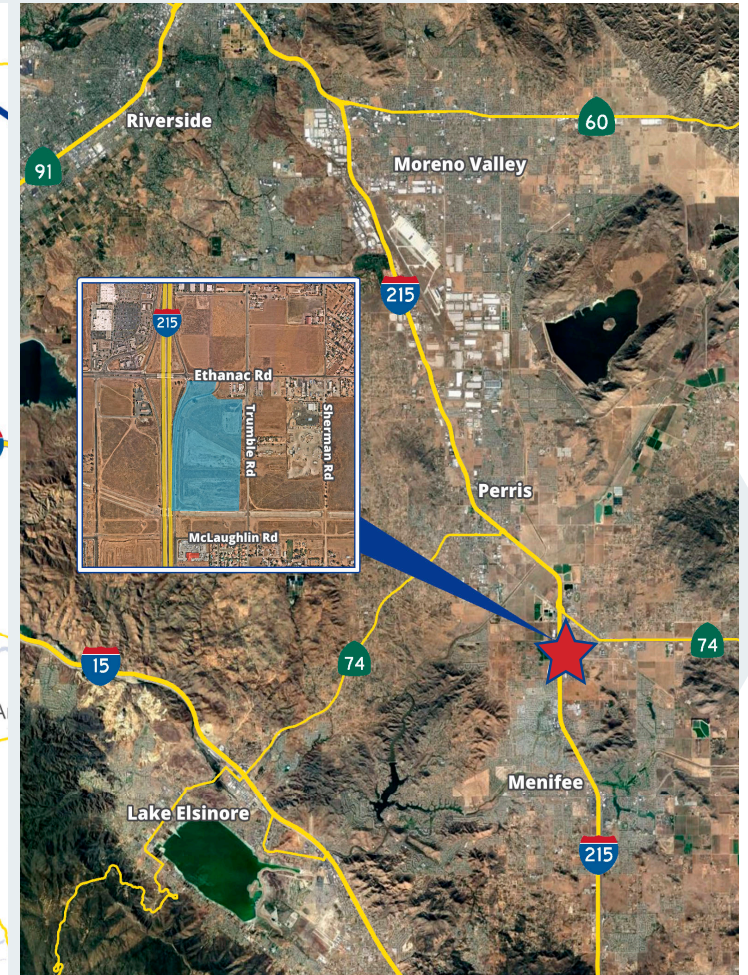 Riverside
60
91
Moreno Valley
215
215
Ethanac Rd
Trumble Rd
Sherman Rd
McLaughlin Rd
Perris
74
74
15
Menifee
Lake Elsinore
215